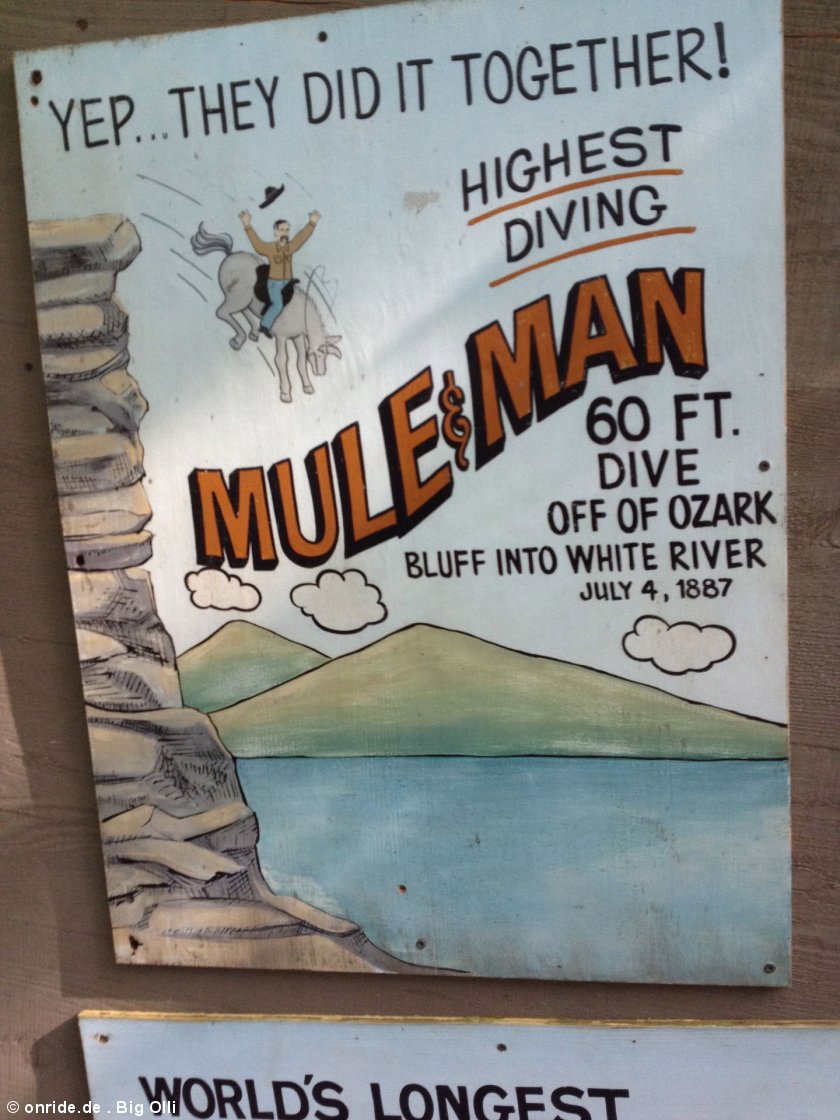 YEP...THEY DID IT TOGETHER!
HIGHEST
DIVING
MULE & MAN
60 FT.
DIVE
OFF OF OZARK
BLUFF INTO WHITE RIVER
JULY 4, 1887
WORLD'S LONGEST
© onride.de . Big Olli